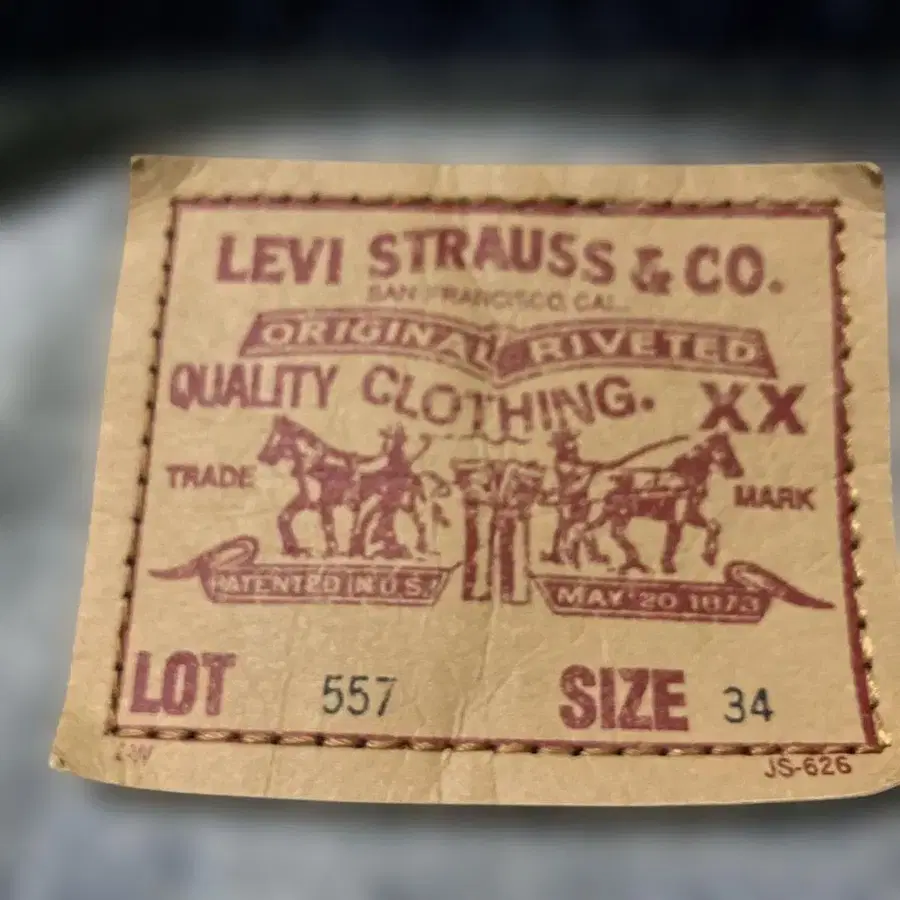 LEVI STRAUSS & CO.
SAN FRANCISCO, CAL.
ORIGINAL RIVETED
QUALITY CLOTHING. XX
TRADE MARK
PATENTED IN U.S. MAY 20 1873
LOT 557 SIZE 34
JS-626